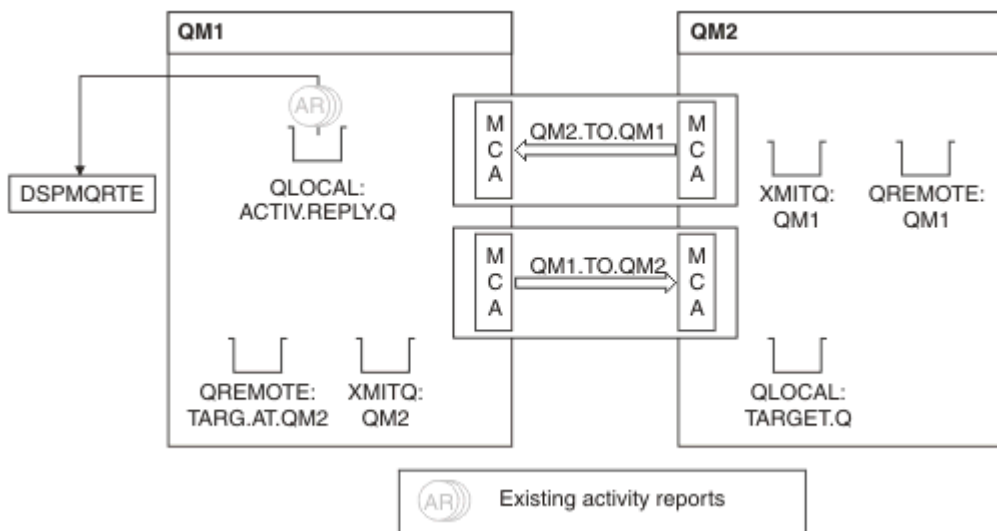 QM1
QM2
AR
M
C
A
QM2.TO.QM1
M
C
A
DSPMQRTE
QLOCAL:
ACTIV.REPLY.Q
XMITQ:
QM1
QREMOTE:
QM1
M
C
A
QM1.TO.QM2
M
C
A
QREMOTE:
TARG.AT.QM2
XMITQ:
QM2
QLOCAL:
TARGET.Q
AR
Existing activity reports